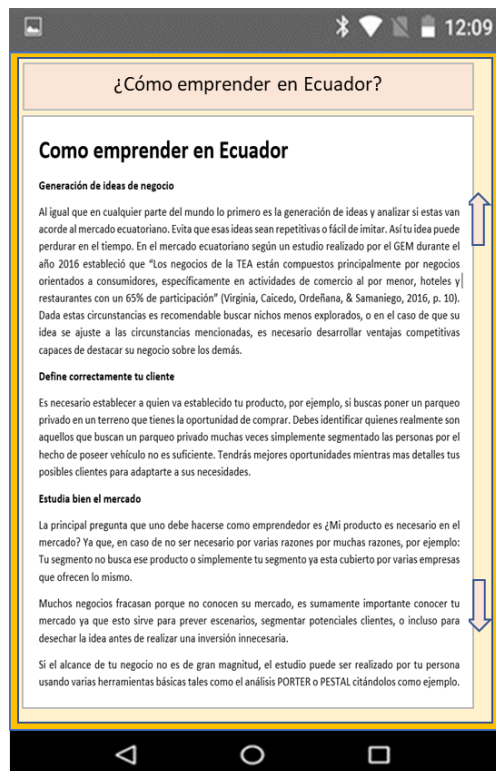 12:09
¿Cómo emprender en Ecuador?
Como emprender en Ecuador
Generación de ideas de negocio
Al igual que en cualquier parte del mundo lo primero es la generación de ideas y analizar si estas van
acorde al mercado ecuatoriano. Evita que esas ideas sean repetitivas o fácil de imitar. Así tu idea puede
perdurar en el tiempo. En el mercado ecuatoriano según un estudio realizado por el GEM durante el
año 2016 estableció que “Los negocios de la TEA están compuestos principalmente por negocios
orientados a consumidores, específicamente en actividades de comercio al por menor, hoteles y
restaurantes con un 65% de participación” (Virginia, Caicedo, Ordeñana, & Samaniego, 2016, p. 10).
Dada estas circunstancias es recomendable buscar nichos menos explorados, o en el caso de que su
idea se ajuste a las circunstancias mencionadas, es necesario desarrollar ventajas competitivas
capaces de destacar su negocio sobre los demás.
Define correctamente tu cliente
Es necesario establecer a quien va establecido tu producto, por ejemplo, si buscas poner un parqueo
privado en un terreno que tienes la oportunidad de comprar. Debes identificar quienes realmente son
aquellos que buscan un parqueo privado muchas veces simplemente segmentado las personas por el
hecho de poseer vehículo no es suficiente. Tendrás mejores oportunidades mientras mas detalles tus
posibles clientes para adaptarte a sus necesidades.
Estudia bien el mercado
La principal pregunta que uno debe hacerse como emprendedor es ¿Mi producto es necesario en el
mercado? Ya que, en caso de no ser necesario por varias razones por muchas razones, por ejemplo:
Tu segmento no busca ese producto o simplemente tu segmento ya esta cubierto por varias empresas
que ofrecen lo mismo.
Muchos negocios fracasan porque no conocen su mercado, es sumamente importante conocer tu
mercado ya que esto sirve para prever escenarios, segmentar potenciales clientes, o incluso para
desechar la idea antes de realizar una inversión innecesaria.
Si el alcance de tu negocio no es de gran magnitud, el estudio puede ser realizado por tu persona
usando varias herramientas básicas tales como el análisis PORTER o PESTAL citándolos como ejemplo.